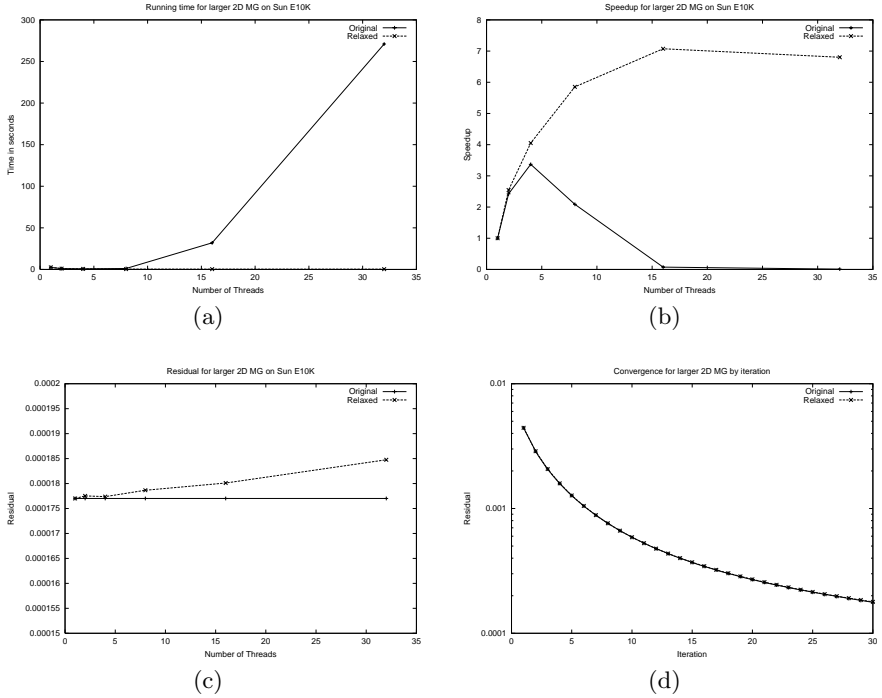 Running time for larger 2D MG on Sun E10K
300
250
200
150
100
50
0
0 5 10 15 20 25 30 35
Time in seconds
Number of Threads
Original
Relaxed
(a)
Speedup for larger 2D MG on Sun E10K
8
7
6
5
4
3
2
1
0
0 5 10 15 20 25 30 35
Speedup
Number of Threads
Original
Relaxed
(b)
Residual for larger 2D MG on Sun E10K
0.0002
0.000195
0.00019
0.000185
0.00018
0.000175
0.00017
0.000165
0.00016
0.000155
0.00015
0 5 10 15 20 25 30 35
Residual
Number of Threads
Original
Relaxed
(c)
Convergence for larger 2D MG by iteration
0.01
0.001
0.0001
0 5 10 15 20 25 30
Residual
Iteration
Original
Relaxed
(d)